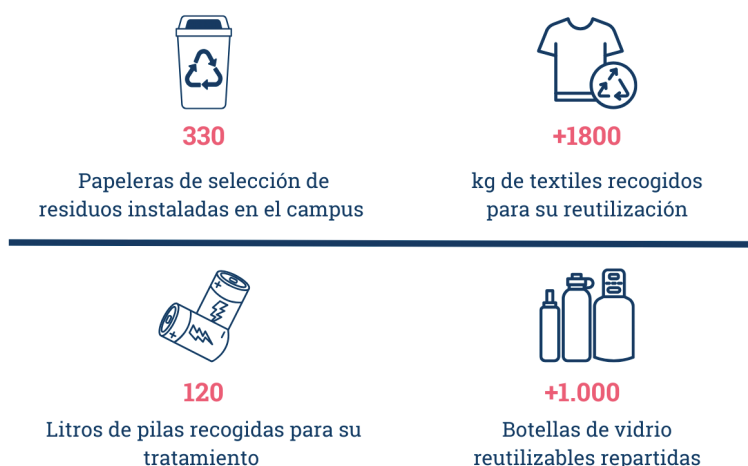 330
Papeleras de selección de
residuos instaladas en el campus
+1800
kg de textiles recogidos
para su reutilización
120
Litros de pilas recogidas para su
tratamiento
+1.000
Botellas de vidrio
reutilizables repartidas